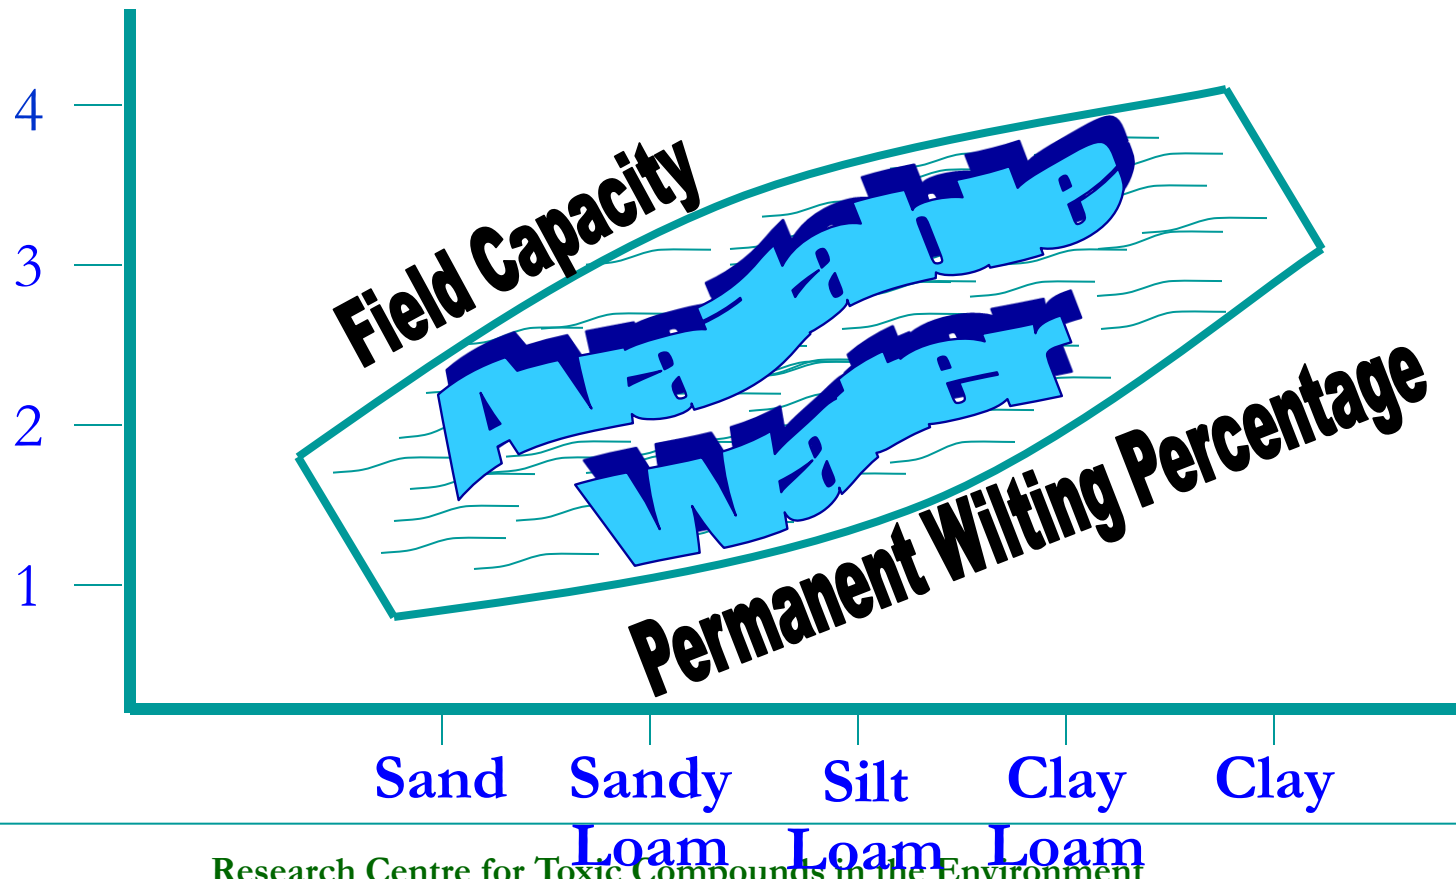 4
3
2
1
Field Capacity
Available
Water
Permanent Wilting Percentage
Sand
Sandy Loam
Silt Loam
Clay Loam
Clay
Research Centre for Toxic Compounds in the Environment